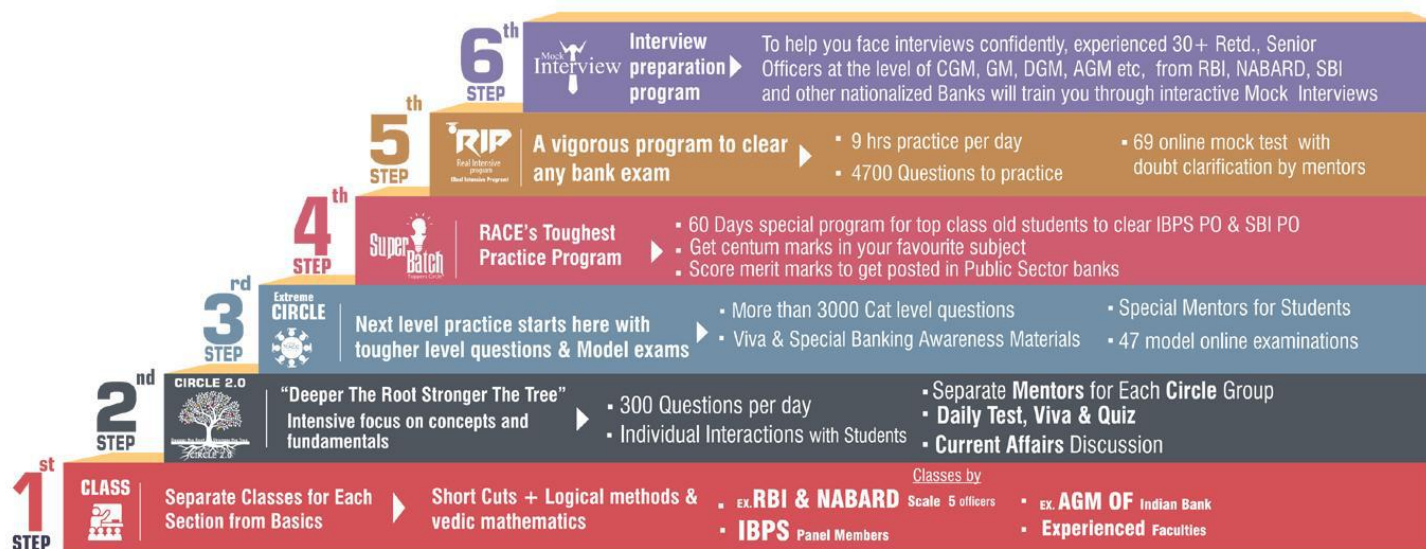 6th
STEP
Mock
Interview
Interview
preparation
program
To help you face interviews confidently, experienced 30+ Retd., Senior
Officers at the level of CGM, GM, DGM, AGM etc, from RBI, NABARD, SBI
and other nationalized Banks will train you through interactive Mock Interviews
5th
STEP
RIP
Real Intensive
program
A vigorous program to clear
any bank exam
▪ 9 hrs practice per day
▪ 4700 Questions to practice
▪ 69 online mock test with
doubt clarification by mentors
4th
STEP
Super
Batch
Toppers Circle
RACE's Toughest
Practice Program
▪ 60 Days special program for top class old students to clear IBPS PO & SBI PO
▪ Get centum marks in your favourite subject
▪ Score merit marks to get posted in Public Sector banks
3rd
STEP
Extreme
CIRCLE
Next level practice starts here with
tougher level questions & Model exams
▪ More than 3000 Cat level questions
▪ Viva & Special Banking Awareness Materials
▪ Special Mentors for Students
▪ 47 model online examinations
2nd
STEP
CIRCLE 2.0
Deeper The Root Stronger The Tree
CIRCLE 2.0
“Deeper The Root Stronger The Tree”
Intensive focus on concepts and
fundamentals
▪ 300 Questions per day
▪ Individual Interactions with Students
▪ Separate Mentors for Each Circle Group
▪ Daily Test, Viva & Quiz
▪ Current Affairs Discussion
1st
STEP
CLASS
Separate Classes for Each
Section from Basics
Short Cuts + Logical methods &
vedic mathematics
Classes by
▪ EX.RBI & NABARD Scale 5 officers
▪ IBPS Panel Members
▪ EX. AGM OF Indian Bank
▪ Experienced Faculties